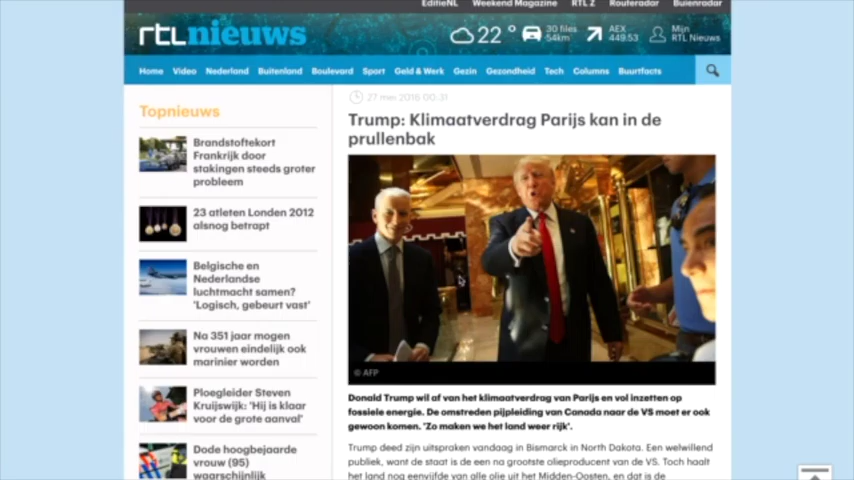 EditieNL Weekend Magazine RTL Z Routeradar Buienradar
rtlnieuws
22°
30 files
54km
AEX
449.53
Mijn
RTL Nieuws
Home Video Nederland Buitenland Boulevard Sport Geld & Werk Gezin Gezondheid Tech Columns Buurtfacts
Topnieuws
Brandstoftekort
Frankrijk door
stakingen steeds groter
probleem
23 atleten Londen 2012
alsnog betrapt
Belgische en
Nederlandse
luchtmacht samen?
'Logisch, gebeurt vast'
Na 351 jaar mogen
vrouwen eindelijk ook
marinier worden
Ploegleider Steven
Kruijswijk: 'Hij is klaar
voor de grote aanval'
Dode hoogbejaarde
vrouw (95)
waarschijnlijk
27 mei 2016 00:31
Trump: Klimaatverdrag Parijs kan in de
prullenbak
© AFP
Donald Trump wil af van het klimaatverdrag van Parijs en vol inzetten op
fossiele energie. De omstreden pijpleiding van Canada naar de VS moet er ook
gewoon komen. 'Zo maken we het land weer rijk'.
Trump deed zijn uitspraken vandaag in Bismarck in North Dakota. Een welwillend
publiek, want de staat is de een na grootste olieproducent van de VS. Toch haalt
het land nog eenvijfde van alle olie uit het Midden-Oosten, en dat is de